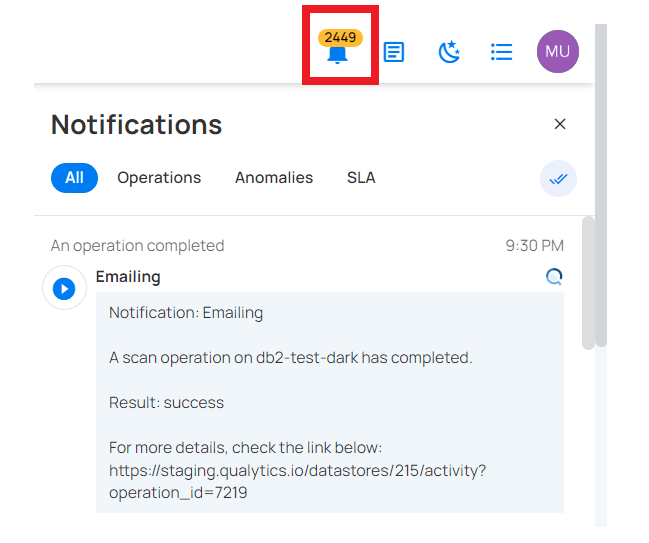 2449
MU
Notifications
All Operations Anomalies SLA
An operation completed 9:30 PM
Emailing
Notification: Emailing
A scan operation on db2-test-dark has completed.
Result: success
For more details, check the link below:
https://staging.qualytics.io/datastores/215/activity?
operation_id=7219